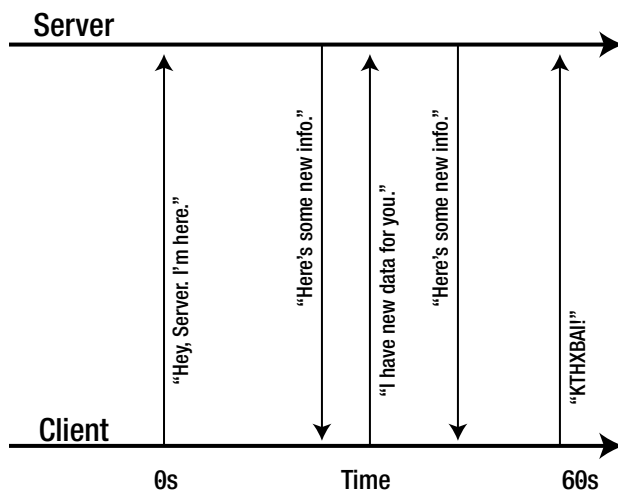 Server
“Hey, Server. I’m here.”
“Here’s some new info.”
“I have new data for you.”
“Here’s some new info.”
“KTHXBAI!”
Client
0s
Time
60s